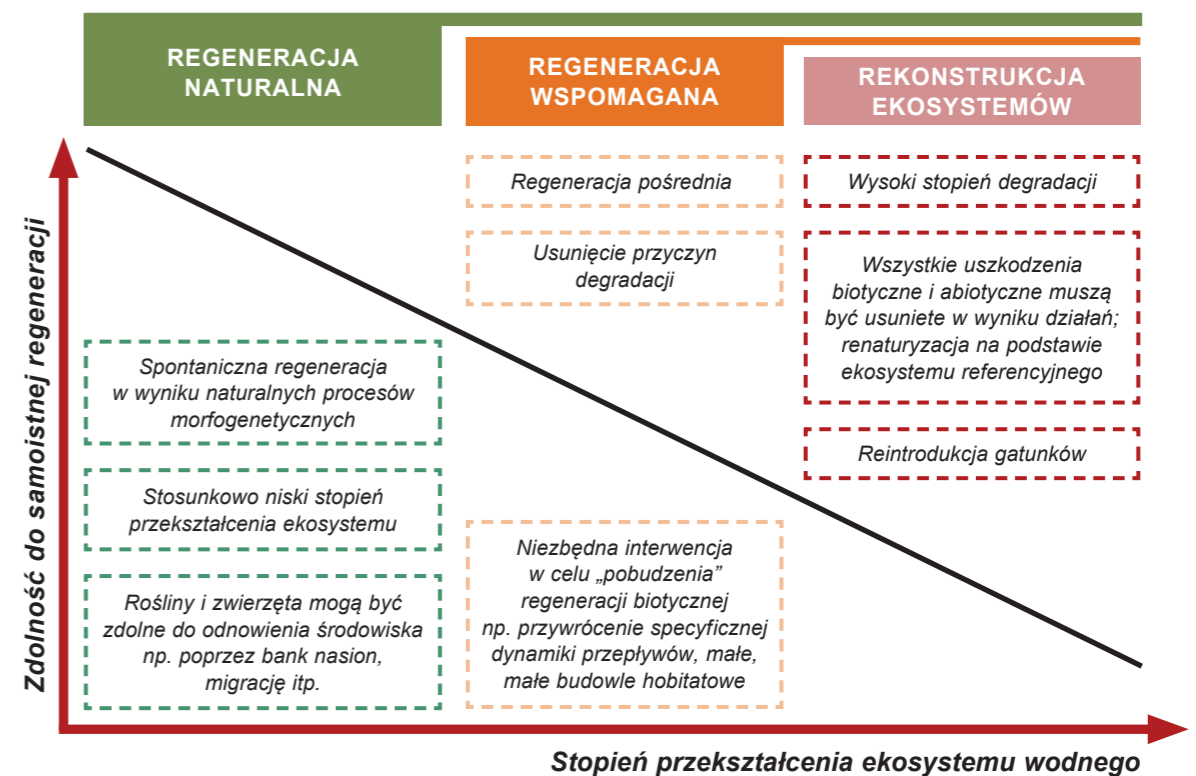 REGENERACJA
NATURALNA
REGENERACJA
WSPOMAGANA
REKONSTRUKCJA
EKOSYSTEMÓW
Zdolność do samoistnej regeneracji
Spontaniczna regeneracja
w wyniku naturalnych procesów
morfogenetycznych
Stosunkowo niski stopień
przekształcenia ekosystemu
Rośliny i zwierzęta mogą być
zdolne do odnowienia środowiska
np. poprzez bank nasion,
migrację itp.
Regeneracja pośrednia
Usunięcie przyczyn
degradacji
Niezbędna interwencja
w celu „pobudzenia”
regeneracji biotycznej
np. przywrócenie specyficznej
dynamiki przepływów, małe,
małe budowle hobitatowe
Wysoki stopień degradacji
Wszystkie uszkodzenia
biotyczne i abiotyczne muszą
być usuniete w wyniku działań;
renaturyzacja na podstawie
ekosystemu referencyjnego
Reintrodukcja gatunków
Stopień przekształcenia ekosystemu wodnego